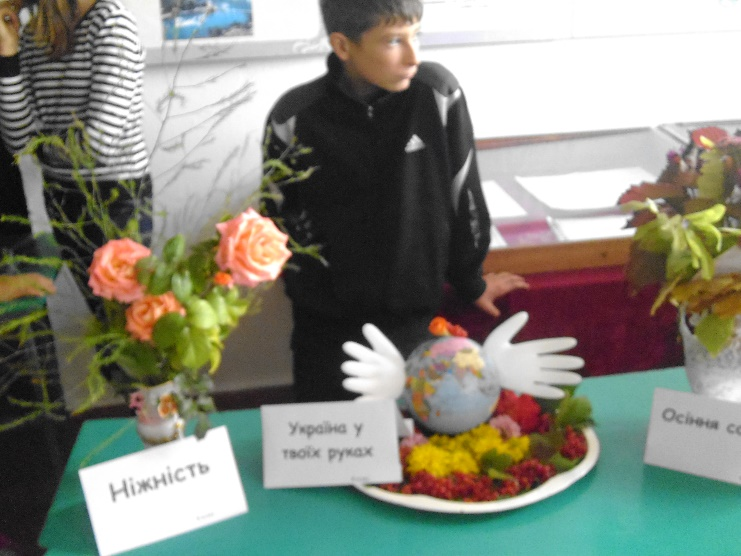 Ніжність
Україна у
твоїх руках
Осіння